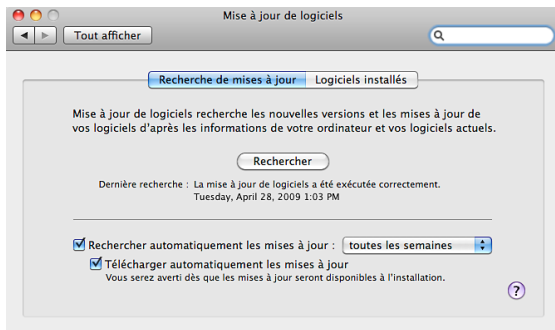 Mise à jour de logiciels
Tout afficher
Recherche de mises à jour
Logiciels installés
Mise à jour de logiciels recherche les nouvelles versions et les mises à jour de
vos logiciels d'après les informations de votre ordinateur et vos logiciels actuels.
Rechercher
Dernière recherche : La mise à jour de logiciels a été exécutée correctement.
Tuesday, April 28, 2009 1:03 PM
Rechercher automatiquement les mises à jour : toutes les semaines
Télécharger automatiquement les mises à jour
Vous serez averti dès que les mises à jour seront disponibles à l'installation.
?